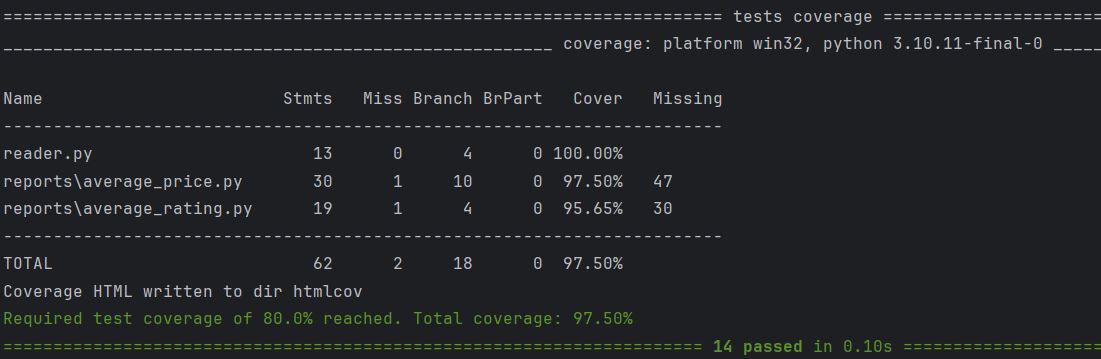 ======================================================================== tests coverage ======================
_______________________________________________________ coverage: platform win32, python 3.10.11-final-0 _____
Name                            Stmts   Miss Branch BrPart   Cover   Missing
------------------------------------------------------------------------
reader.py                          13      0      4      0 100.00%
reports\average_price.py           30      1     10      0  97.50%   47
reports\average_rating.py          19      1      4      0  95.65%   30
------------------------------------------------------------------------
TOTAL                              62      2     18      0  97.50%
Coverage HTML written to dir htmlcov
Required test coverage of 80.0% reached. Total coverage: 97.50%
====================================================================== 14 passed in 0.10s ====================